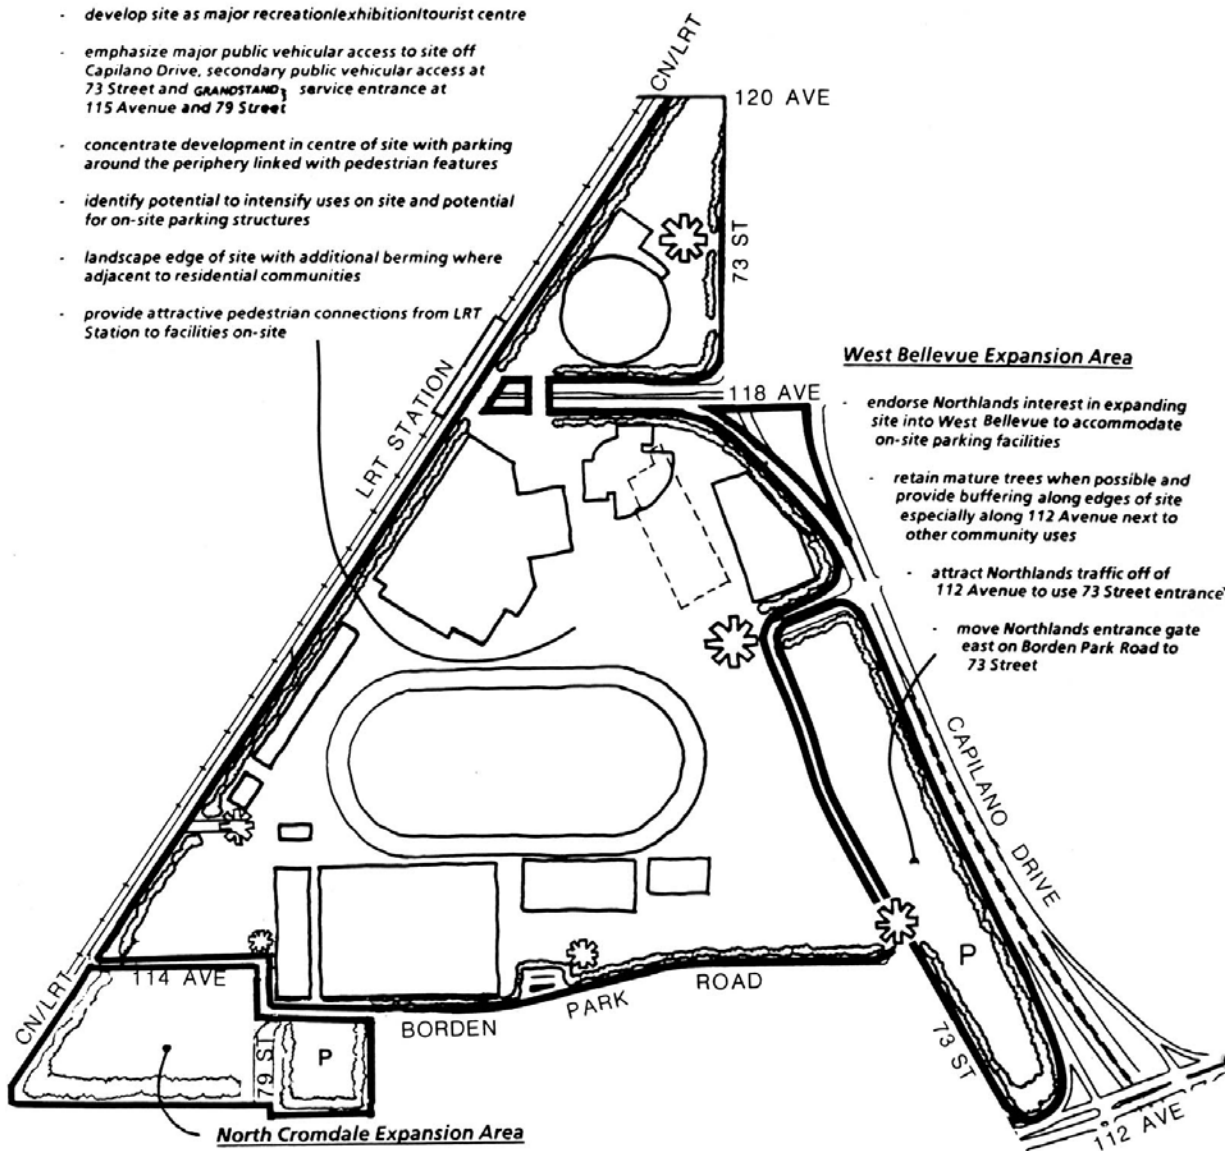 - develop site as major recreation/exhibition/tourist centre
- emphasize major public vehicular access to site off
Capilano Drive, secondary public vehicular access at
73 Street and GRANDSTAND; service entrance at
115 Avenue and 79 Street
- concentrate development in centre of site with parking
around the periphery linked with pedestrian features
- identify potential to intensify uses on site and potential
for on-site parking structures
- landscape edge of site with additional berming where
adjacent to residential communities
- provide attractive pedestrian connections from LRT
Station to facilities on-site
CN/LRT
120 AVE
73 ST
LRT STATION
118 AVE
West Bellevue Expansion Area
- endorse Northlands interest in expanding
site into West Bellevue to accommodate
on-site parking facilities
- retain mature trees when possible and
provide buffering along edges of site
especially along 112 Avenue next to
other community uses
- attract Northlands traffic off of
112 Avenue to use 73 Street entrance
- move Northlands entrance gate
east on Borden Park Road to
73 Street
CAPILANO DRIVE
P
CN/LRT
114 AVE
BORDEN PARK ROAD
79 ST
P
73 ST
112 AVE
North Cromdale Expansion Area